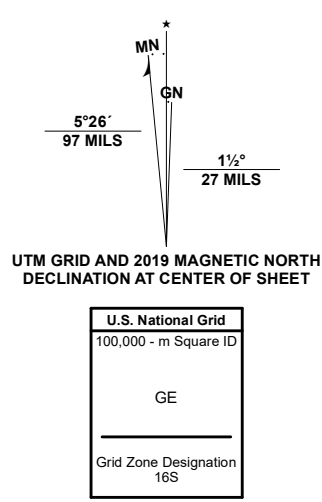 ★
MN
GN
5°26´
97 MILS
1½°
27 MILS
UTM GRID AND 2019 MAGNETIC NORTH
DECLINATION AT CENTER OF SHEET
U.S. National Grid
100,000 - m Square ID
GE
Grid Zone Designation
16S